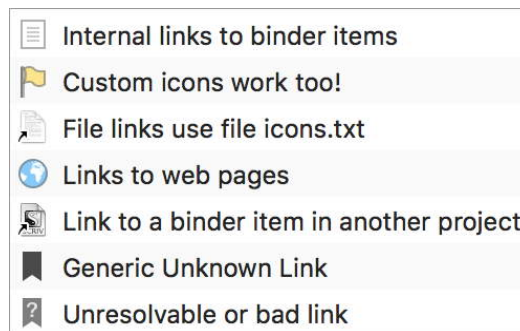 Internal links to binder items
Custom icons work too!
File links use file icons.txt
Links to web pages
Link to a binder item in another project
Generic Unknown Link
Unresolvable or bad link